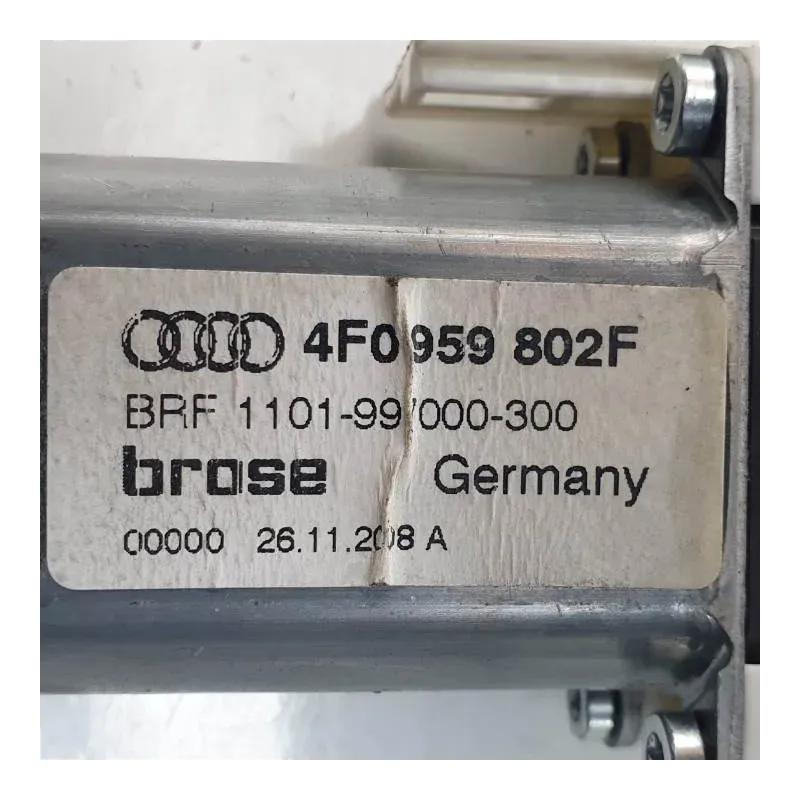 4F0 959 802F
BRF 1101-99/000-300
brose Germany
00000 26.11.2008 A